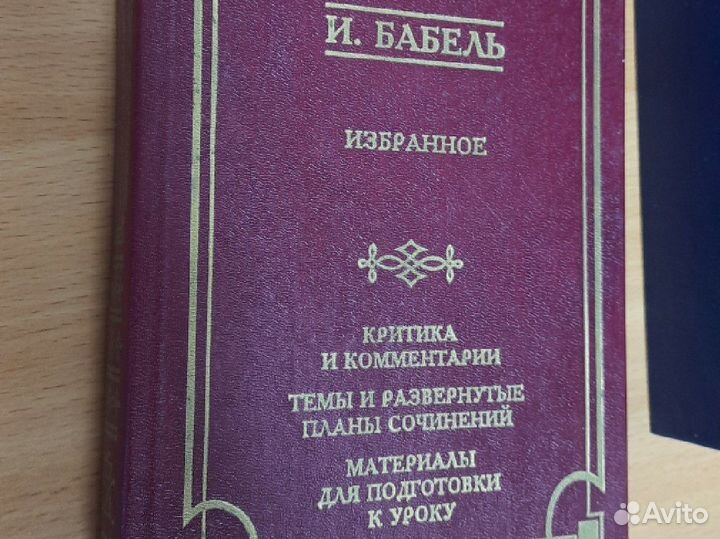 И. БАБЕЛЬ
ИЗБРАННОЕ
КРИТИКА
И КОММЕНТАРИИ
ТЕМЫ И РАЗВЕРНУТЫЕ
ПЛАНЫ СОЧИНЕНИЙ
МАТЕРИАЛЫ
ДЛЯ ПОДГОТОВКИ
К УРОКУ
Avito